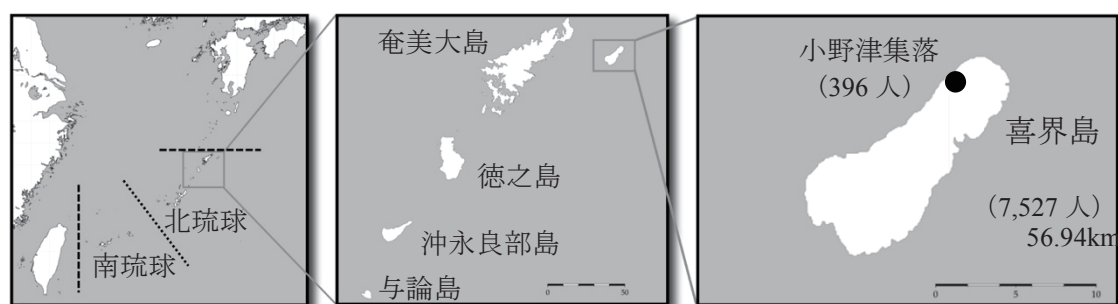 北琉球
南琉球
奄美大島
徳之島
沖永良部島
与論島
0
50
小野津集落
(396 人)
喜界島
(7,527 人)
56.94km
0
5
10